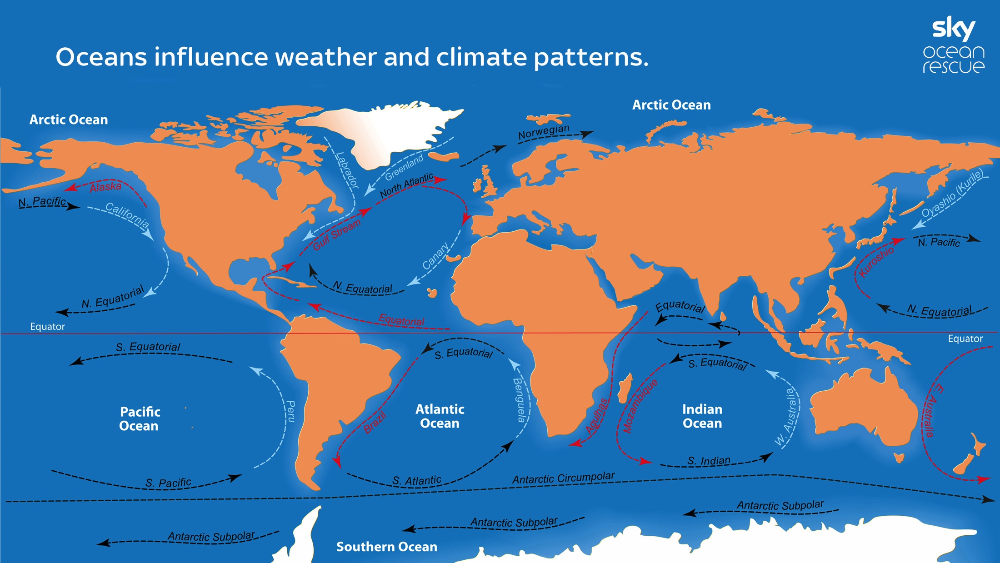 sky
ocean
rescue
Oceans influence weather and climate patterns.
Arctic Ocean
Arctic Ocean
Norwegian
Labrador
Greenland
North Atlantic
Alaska
N. Pacific
California
Gulf Stream
Canary
N. Equatorial
N. Equatorial
Equatorial
Oyashio (Kurile)
N. Pacific
Kuroshio
N. Equatorial
Equatorial
Equator
Equator
S. Equatorial
S. Equatorial
S. Equatorial
Peru
Pacific
Ocean
Brazil
Atlantic
Ocean
Benguela
Agulhas
Mozambique
Indian
Ocean
W. Australia
E. Australia
S. Pacific
S. Atlantic
S. Indian
Antarctic Circumpolar
Antarctic Subpolar
Antarctic Subpolar
Antarctic Subpolar
Southern Ocean